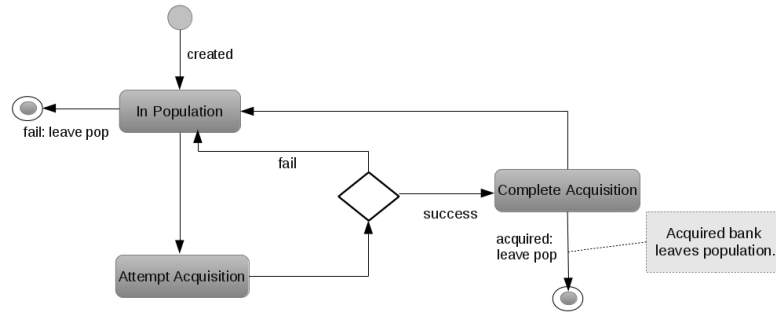 created
In Population
fail: leave pop
fail
Complete Acquisition
success
acquired:
leave pop
Acquired bank
leaves population.
Attempt Acquisition